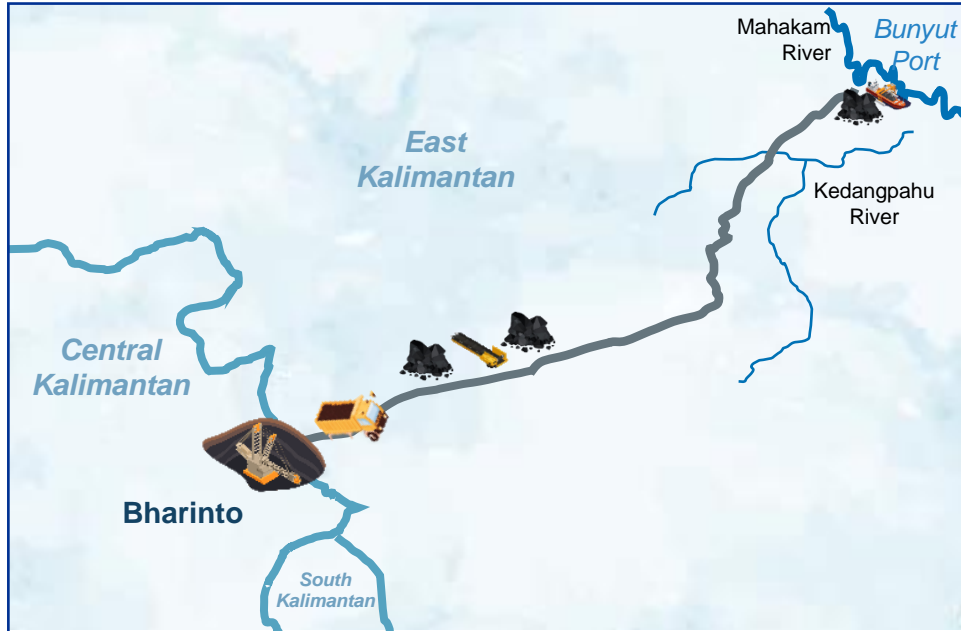 Mahakam
River
Bunyut
Port
East
Kalimantan
Kedangpahu
River
Central
Kalimantan
Bharinto
South
Kalimantan